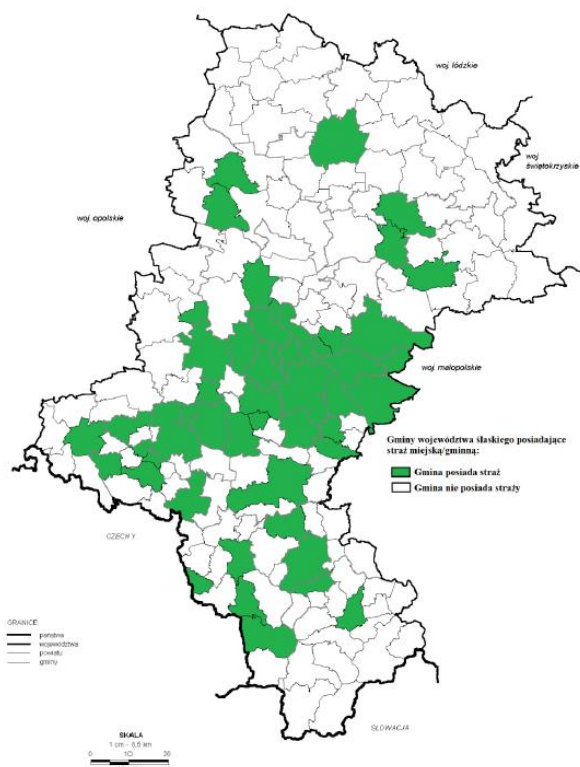 woj. łódzkie
woj.
świętokrzyskie
woj. opolskie
woj. małopolskie
Gminy województwa śląskiego posiadające
straż miejską/gminną:
Gmina posiada straż
Gmina nie posiada straży
CZECHY
GRANICE
państwa
województwa
powiatu
gminy
SKALA
1 cm - 8,5 km
0 10 20
SŁOWACJA